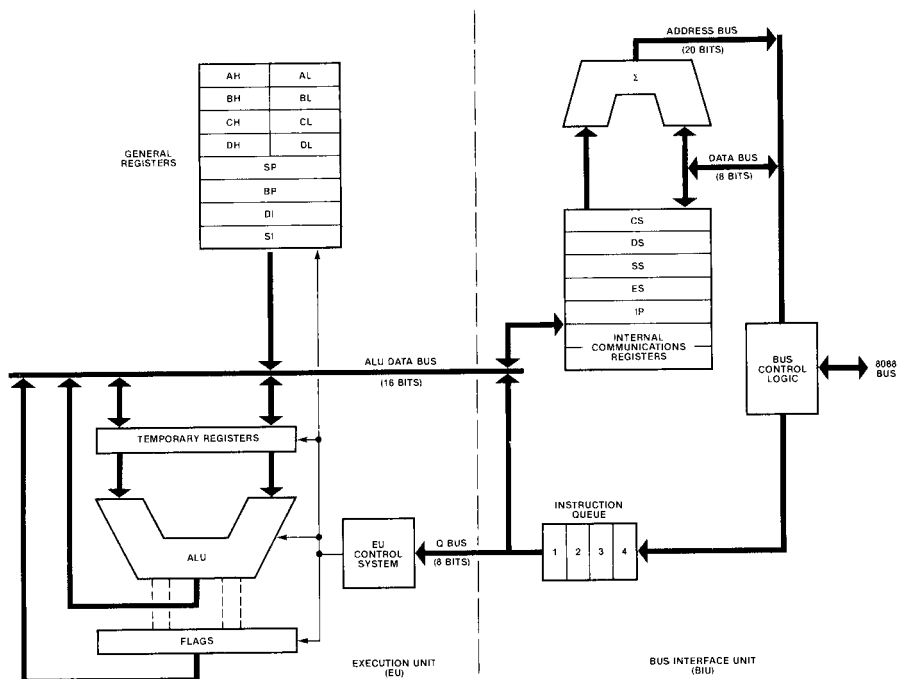 ADDRESS BUS
(20 BITS)
Σ
AH AL
BH BL
CH CL
DH DL
SP
BP
DI
SI
GENERAL
REGISTERS
DATA BUS
(8 BITS)
CS
DS
SS
ES
IP
INTERNAL
COMMUNICATIONS
REGISTERS
BUS
CONTROL
LOGIC
8088
BUS
ALU DATA BUS
(16 BITS)
TEMPORARY REGISTERS
ALU
FLAGS
EU
CONTROL
SYSTEM
Q BUS
(8 BITS)
INSTRUCTION
QUEUE
1 2 3 4
EXECUTION UNIT
(EU)
BUS INTERFACE UNIT
(BIU)